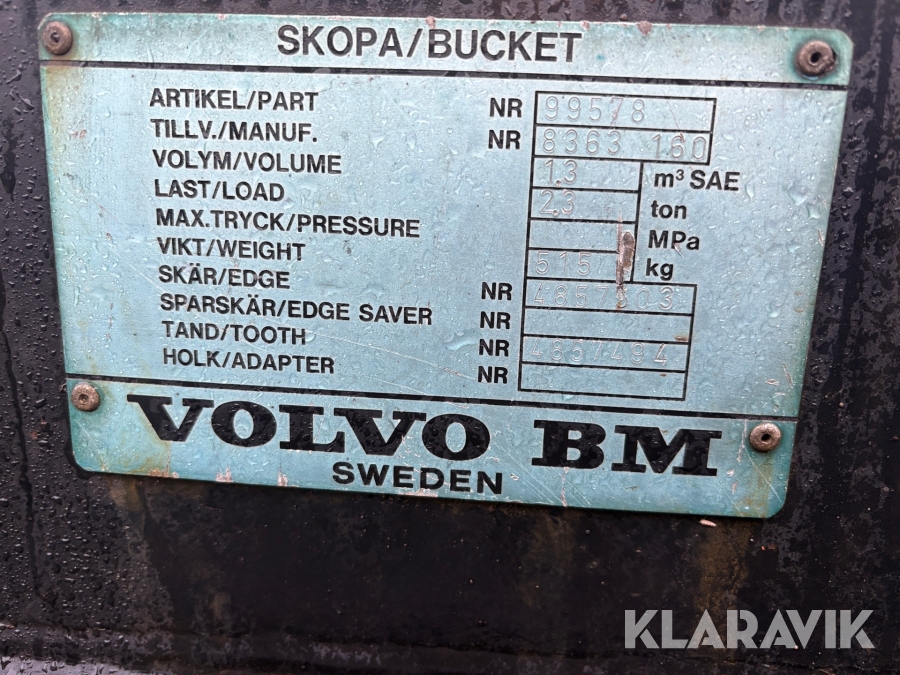 SKOPA/BUCKET
ARTIKEL/PART NR 99578
TILLV./MANUF. NR 8363 160
VOLYM/VOLUME 1.3 m³ SAE
LAST/LOAD 2.3 ton
MAX.TRYCK/PRESSURE MPa
VIKT/WEIGHT 515 kg
SKÄR/EDGE NR
SPARSKÄR/EDGE SAVER NR
TAND/TOOTH NR 4857494
HOLK/ADAPTER NR
VOLVO BM
SWEDEN
KLARAVIK